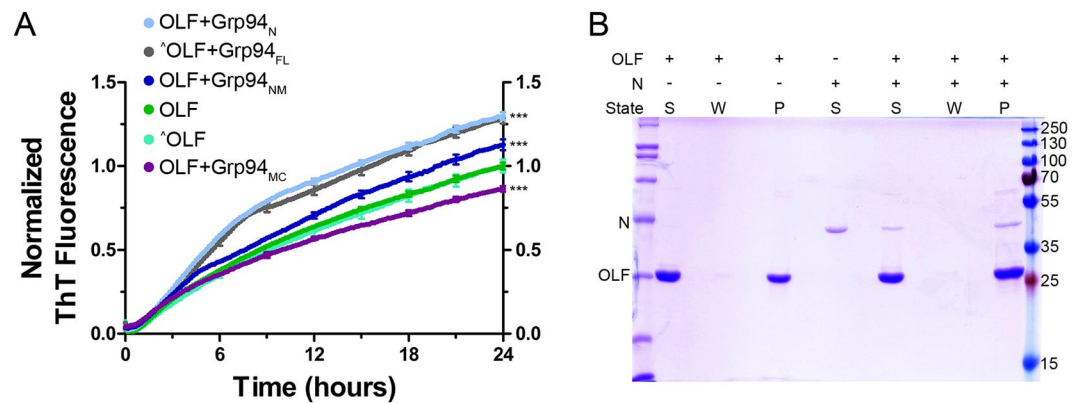 A
OLF+Grp94N
^OLF+Grp94FL
OLF+Grp94NM
OLF
^OLF
OLF+Grp94MC
Normalized
ThT Fluorescence
1.5
1.0
0.5
0.0
1.5
1.0
0.5
0.0
***
***
***
0 6 12 18 24
Time (hours)
B
OLF + + + - + + +
N - - - + + + +
State S W P S S W P
N
OLF
250
130
100
70
55
35
25
15